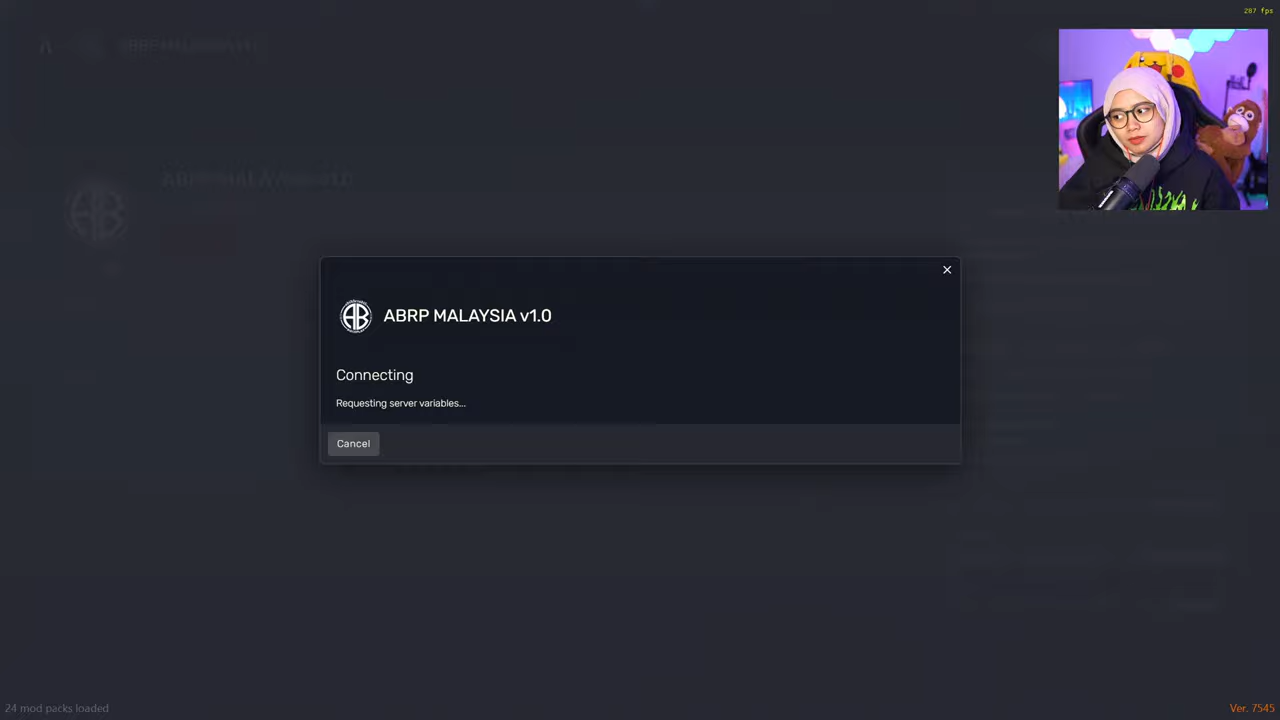 287 fps
ABRP MALAYSIA v1.0
Connecting
Requesting server variables...
Cancel
24 mod packs loaded
Ver. 7545